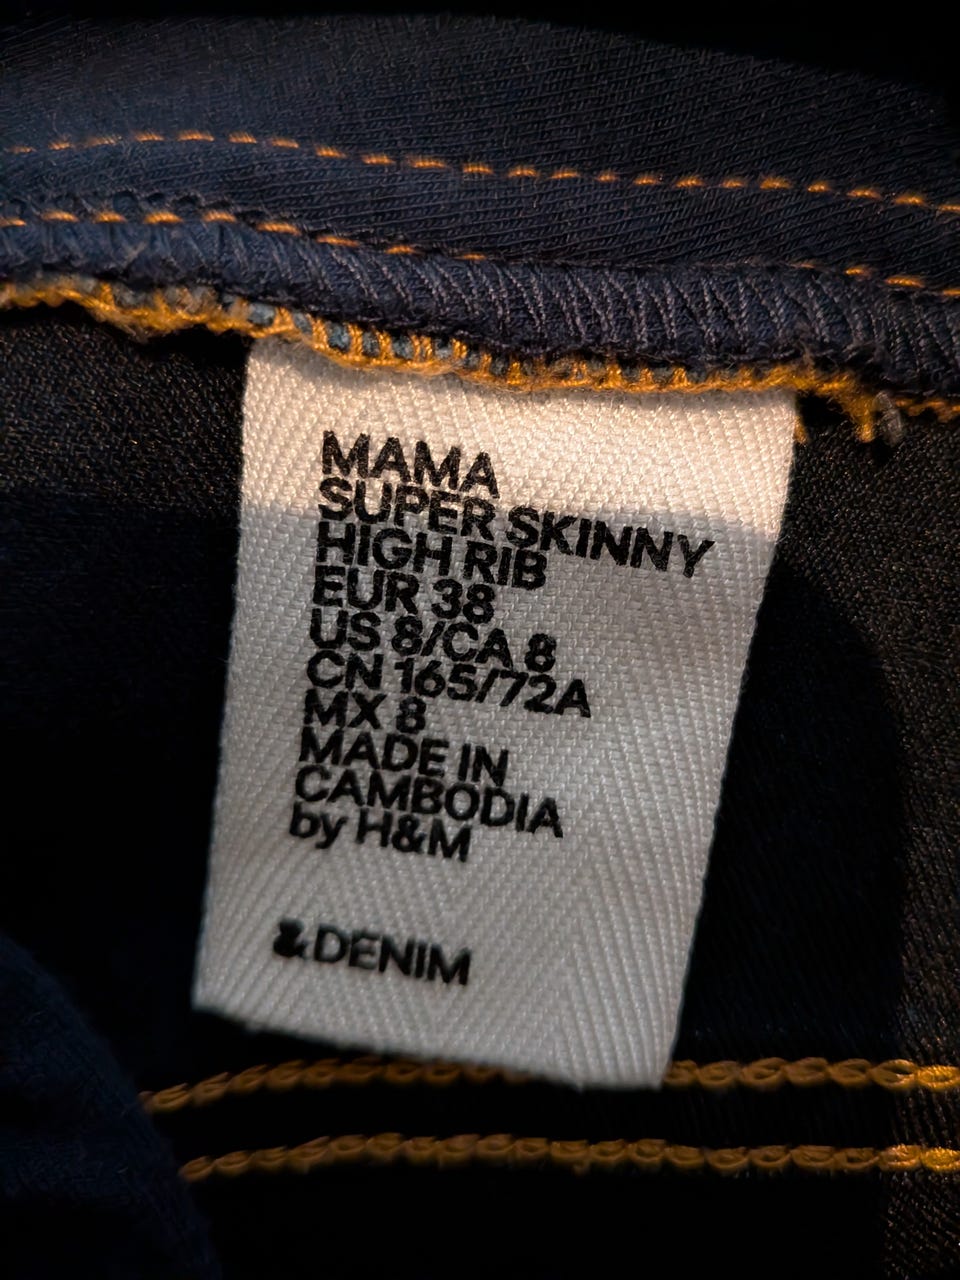 MAMA
SUPER SKINNY
HIGH RIB
EUR 38
US 8/CA 8
CN 165/72A
MX 8
MADE IN
CAMBODIA
by H&M
&DENIM